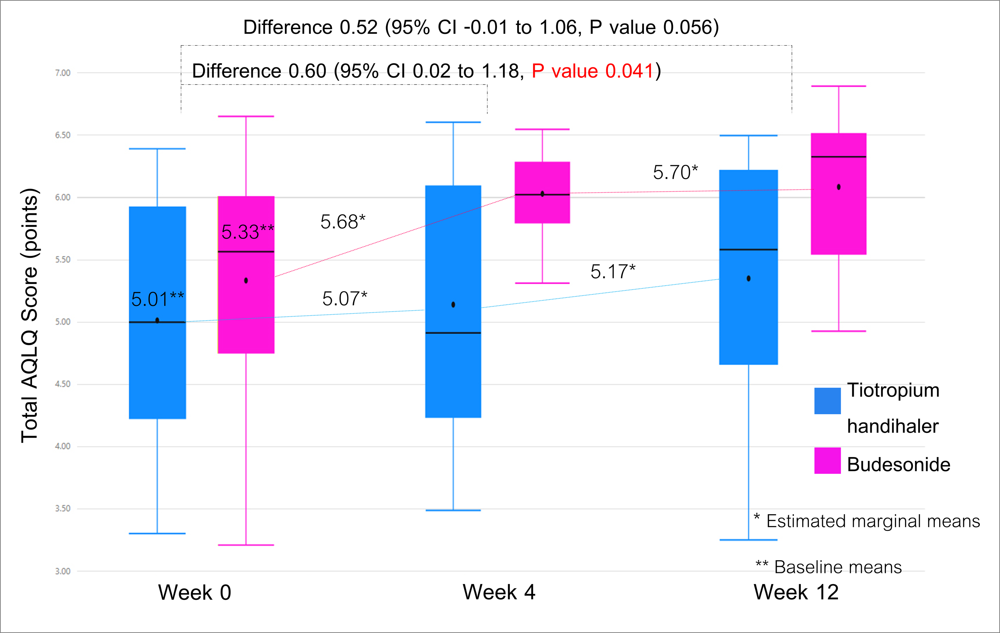 Difference 0.52 (95% CI -0.01 to 1.06, P value 0.056)
Difference 0.60 (95% CI 0.02 to 1.18, P value 0.041)
Total AQLQ Score (points)
7.00
6.50
6.00
5.50
5.00
4.50
4.00
3.50
3.00
5.01**
5.33**
5.68*
5.07*
5.70*
5.17*
Tiotropium
handihaler
Budesonide
* Estimated marginal means
** Baseline means
Week 0
Week 4
Week 12